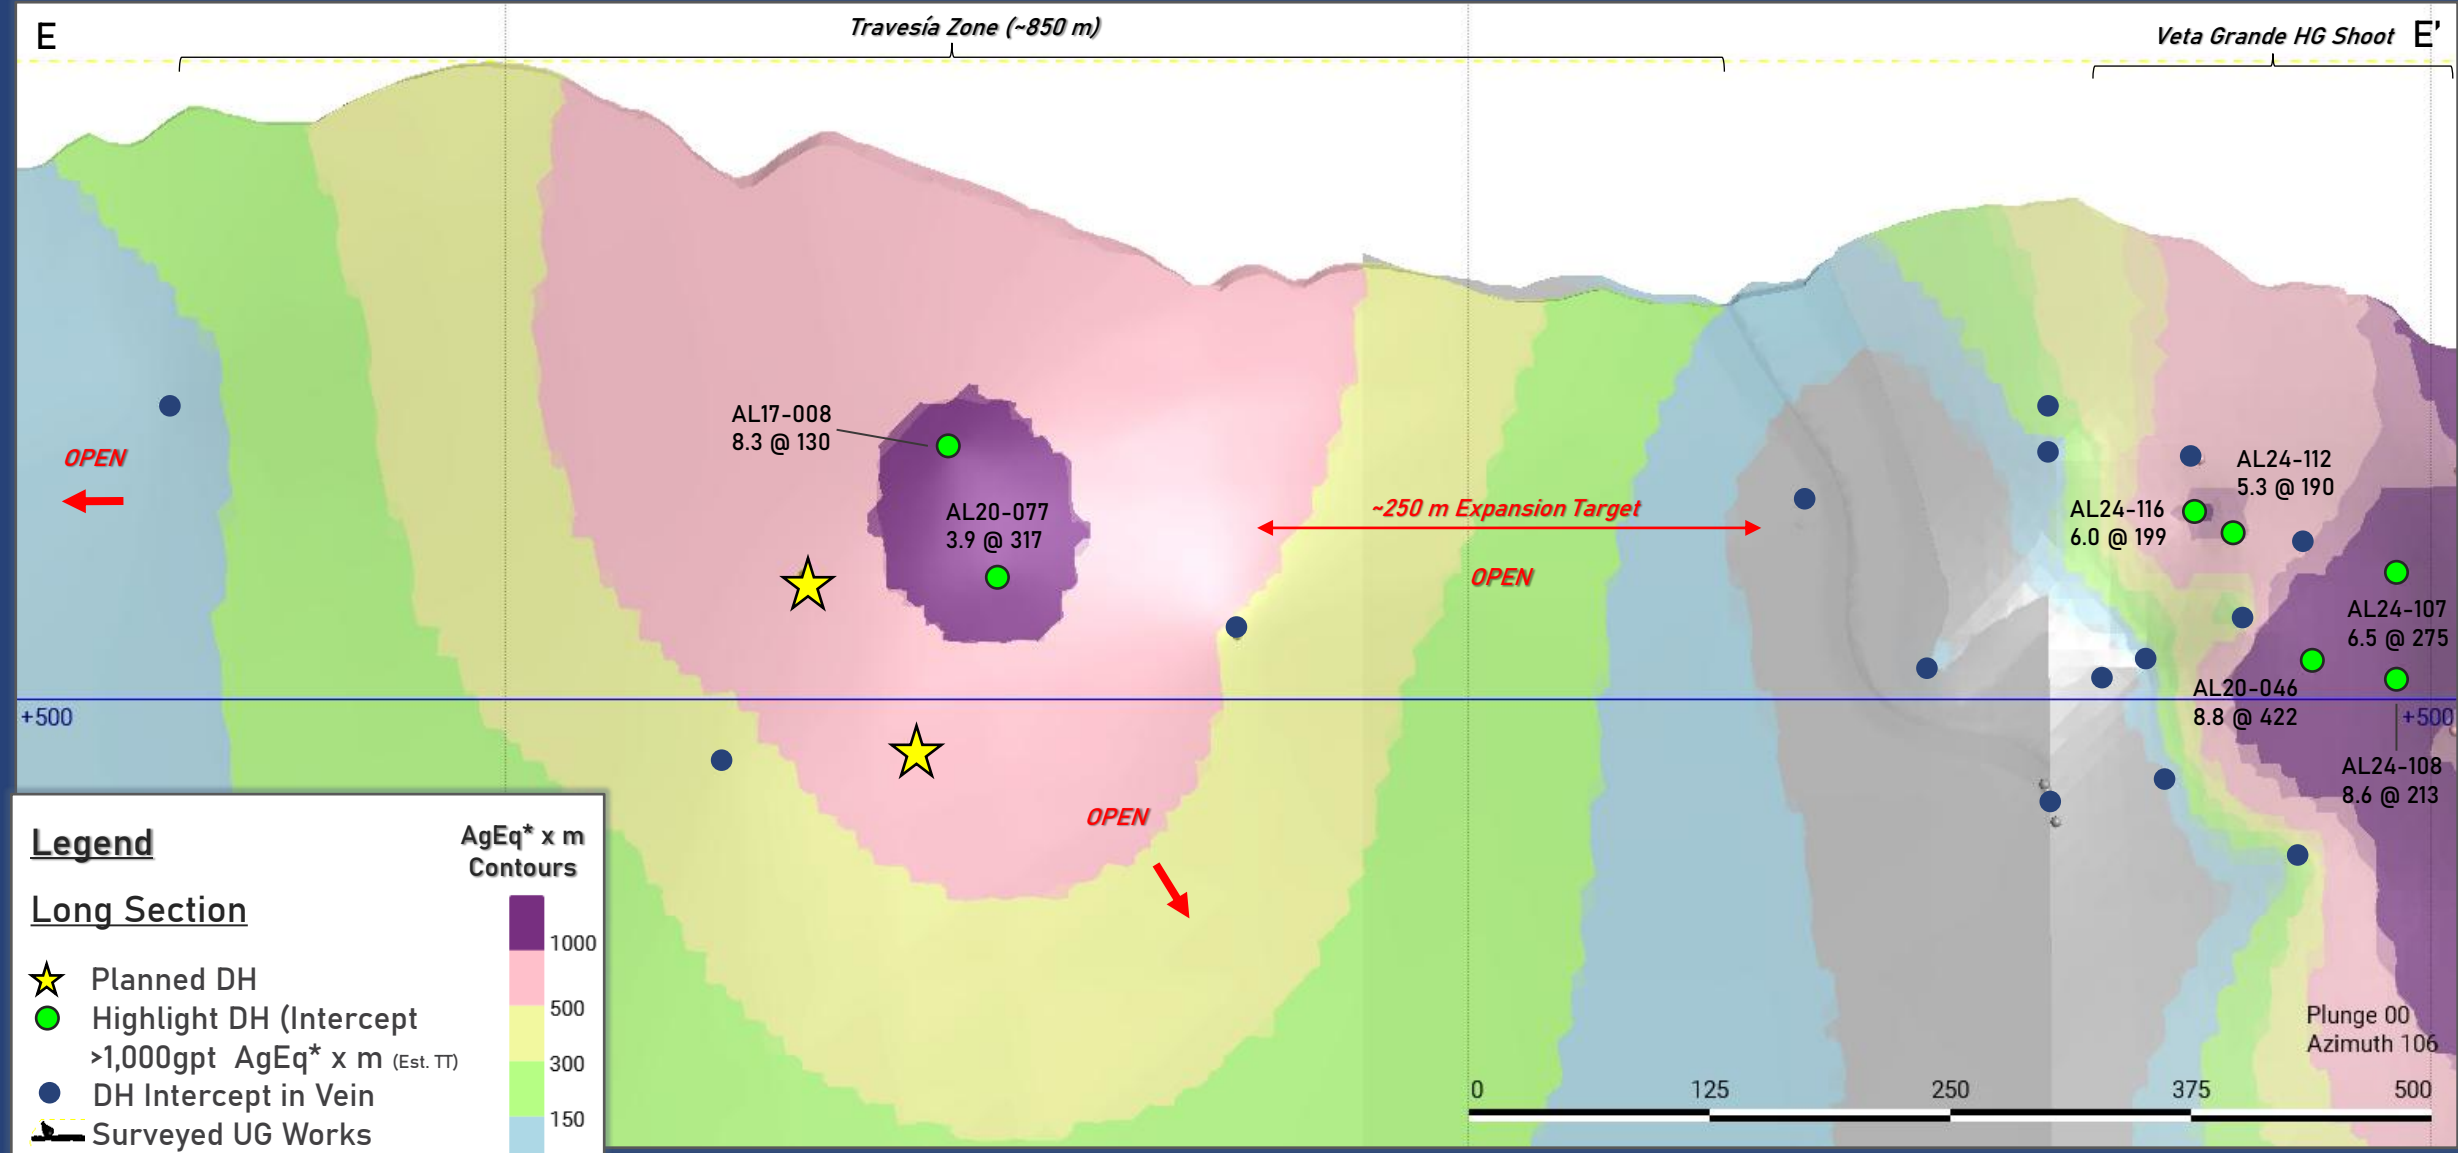 E
Travesía Zone (~850 m)
Veta Grande HG Shoot
E’
AL17-008
8.3 @ 130
OPEN
AL20-077
3.9 @ 317
~250 m Expansion Target
OPEN
AL24-112
5.3 @ 190
AL24-116
6.0 @ 199
AL24-107
6.5 @ 275
AL20-046
8.8 @ 422
+500
+500
AL24-108
8.6 @ 213
OPEN
Legend
Long Section
Planned DH
Highlight DH (Intercept
>1,000gpt AgEq* x m (Est. TT)
DH Intercept in Vein
Surveyed UG Works
AgEq* x m
Contours
1000
500
300
150
Plunge 00
Azimuth 106
0 125 250 375 500